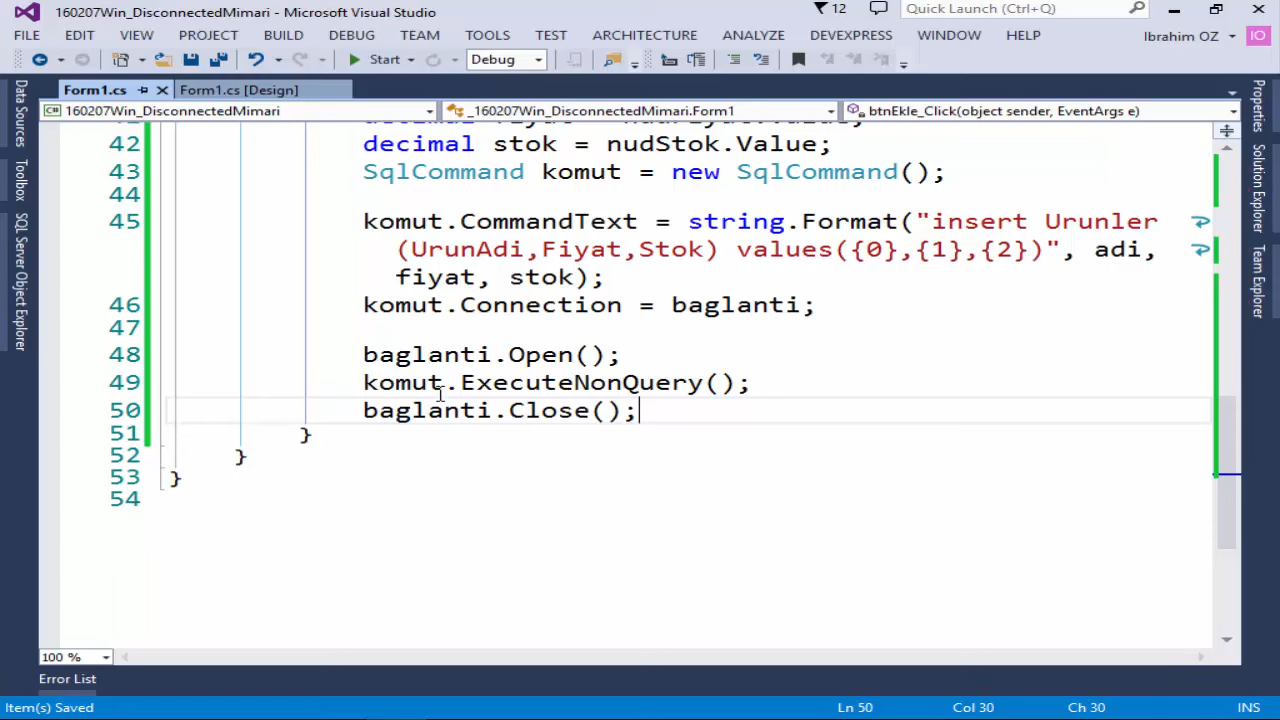 160207Win_DisconnectedMimari - Microsoft Visual Studio
12
Quick Launch (Ctrl+Q)
FILE EDIT VIEW PROJECT BUILD DEBUG TEAM TOOLS TEST ARCHITECTURE ANALYZE DEVEXPRESS WINDOW HELP
Ibrahim OZ IO
Start Debug
Form1.cs Form1.cs [Design]
160207Win_DisconnectedMimari _160207Win_DisconnectedMimari.Form1 btnEkle_Click(object sender, EventArgs e)
Data Sources
Toolbox
SQL Server Object Explorer
42 decimal stok = nudStok.Value;
43 SqlCommand komut = new SqlCommand();
44
45 komut.CommandText = string.Format("insert Urunler
(UrunAdi,Fiyat,Stok) values({0},{1},{2})", adi,
fiyat, stok);
46 komut.Connection = baglanti;
47
48 baglanti.Open();
49 komut.ExecuteNonQuery();
50 baglanti.Close();
51 }
52 }
53 }
54
Properties
Solution Explorer
Team Explorer
100 %
Error List
Item(s) Saved Ln 50 Col 30 Ch 30 INS